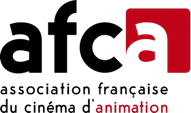 afca
association française
du cinéma d'animation